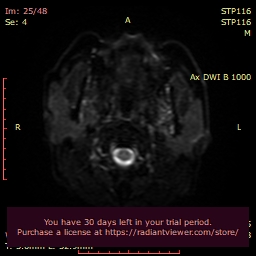 Im: 25/48
Se: 4
A
STP116
STP116
M
Ax DWI B 1000
R
L
You have 30 days left in your trial period.
Purchase a license at https://radiantviewer.com/store/